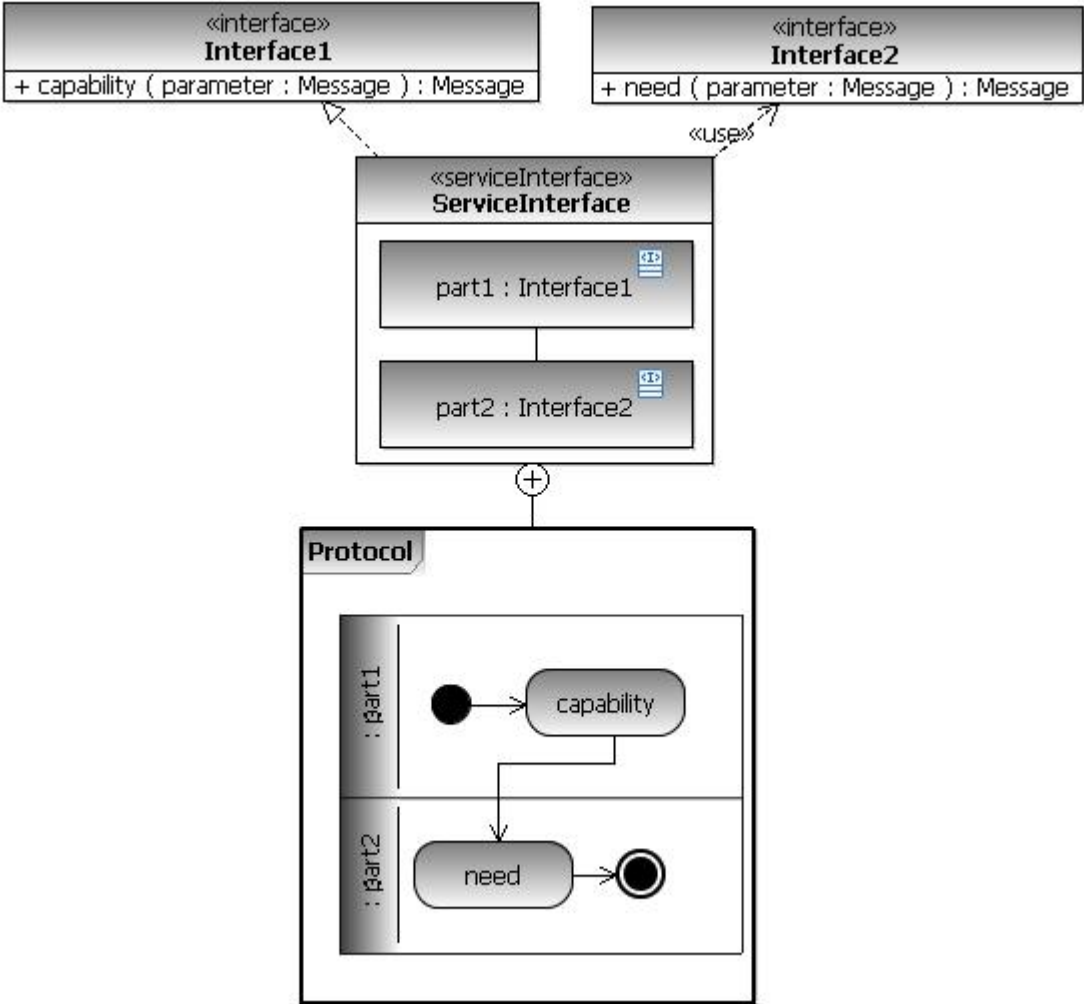 «interface»
Interface1
+ capability ( parameter : Message ) : Message
«interface»
Interface2
+ need ( parameter : Message ) : Message
«use»
«serviceInterface»
ServiceInterface
<I>
part1 : Interface1
<I>
part2 : Interface2
Protocol
: part1
capability
: part2
need